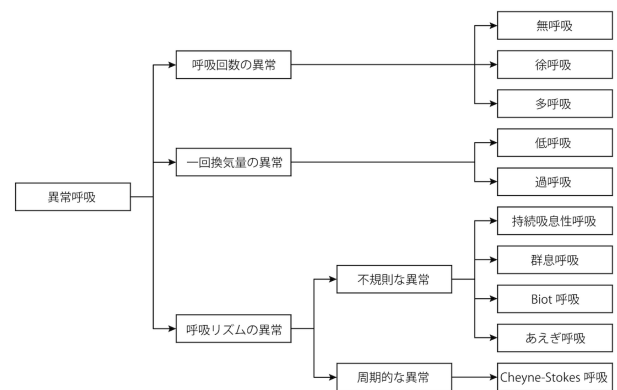 異常呼吸
呼吸回数の異常
無呼吸
徐呼吸
多呼吸
一回換気量の異常
低呼吸
過呼吸
呼吸リズムの異常
不規則な異常
持続吸息性呼吸
群息呼吸
Biot 呼吸
あえぎ呼吸
周期的な異常
Cheyne-Stokes 呼吸